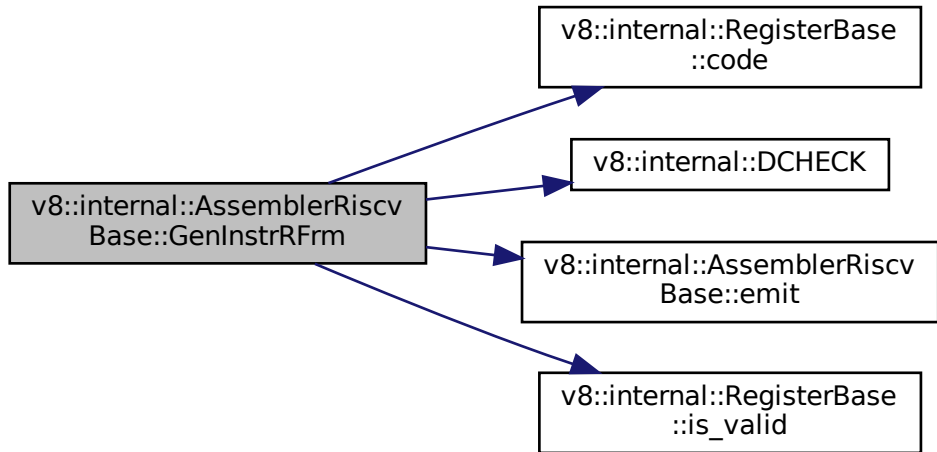 v8::internal::RegisterBase
::code
v8::internal::DCHECK
v8::internal::AssemblerRiscv
Base::GenInstrRFrm
v8::internal::AssemblerRiscv
Base::emit
v8::internal::RegisterBase
::is_valid